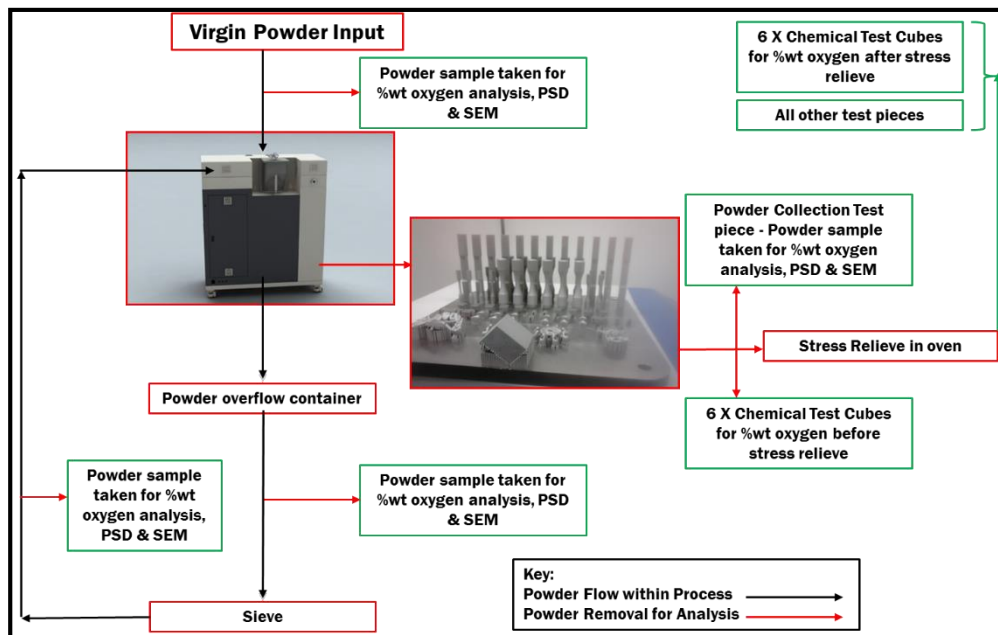 Virgin Powder Input
Powder sample taken for
%wt oxygen analysis, PSD
& SEM
6 X Chemical Test Cubes
for %wt oxygen after stress
relieve
All other test pieces
Powder Collection Test
piece - Powder sample
taken for %wt oxygen
analysis, PSD & SEM
Stress Relieve in oven
6 X Chemical Test Cubes
for %wt oxygen before
stress relieve
Powder overflow container
Powder sample
taken for %wt
oxygen analysis,
PSD & SEM
Powder sample taken for
%wt oxygen analysis, PSD
& SEM
Sieve
Key:
Powder Flow within Process
Powder Removal for Analysis